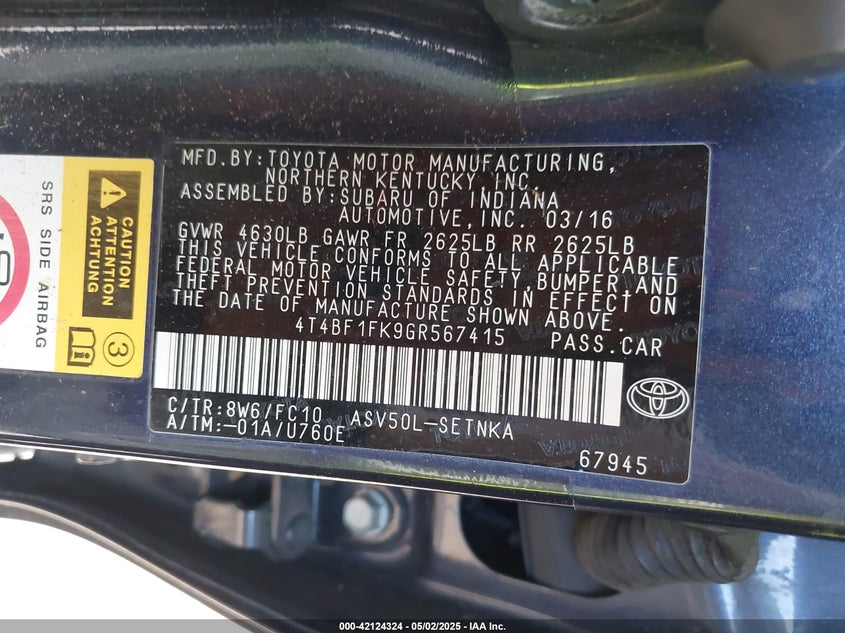 MFD.BY:TOYOTA MOTOR MANUFACTURING,
NORTHERN KENTUCKY,INC.
ASSEMBLED BY:SUBARU OF INDIANA
AUTOMOTIVE,INC. 03/16
GVWR 4630LB GAWR FR 2625LB RR 2625LB
THIS VEHICLE CONFORMS TO ALL APPLICABLE
FEDERAL MOTOR VEHICLE SAFETY,BUMPER,AND
THEFT PREVENTION STANDARDS IN EFFECT ON
THE DATE OF MANUFACTURE SHOWN ABOVE.
4T4BF1FK9GR567415 PASS.CAR
C/TR:8W6/FC10 ASV50L-SETNKA
A/TM:-01A/U760E
67945
CAUTION
ATTENTION
ACHTUNG
SRS SIDE AIRBAG
3
000-42124324 - 05/02/2025 - IAA Inc.